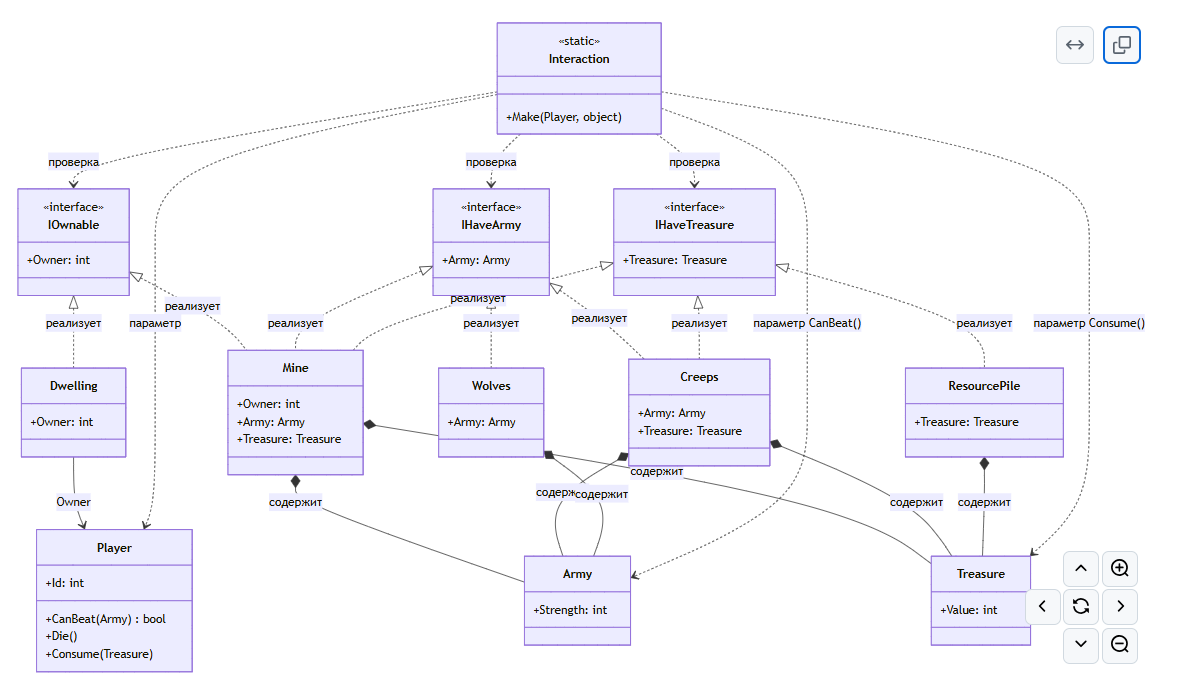 «static»
Interaction
+Make(Player, object)
проверка
проверка
проверка
«interface»
IOwnable
+Owner: int
«interface»
IHaveArmy
+Army: Army
«interface»
IHaveTreasure
+Treasure: Treasure
реализует
реализует
реализует
параметр
реализует
реализует
реализует
реализует
параметр CanBeat()
реализует
параметр Consume()
Dwelling
+Owner: int
Mine
+Owner: int
+Army: Army
+Treasure: Treasure
Wolves
+Army: Army
Creeps
+Army: Army
+Treasure: Treasure
ResourcePile
+Treasure: Treasure
содержит
Owner
содержит
содержит
содержит
содержит
Player
+Id: int
+CanBeat(Army) : bool
+Die()
+Consume(Treasure)
Army
+Strength: int
Treasure
+Value: int